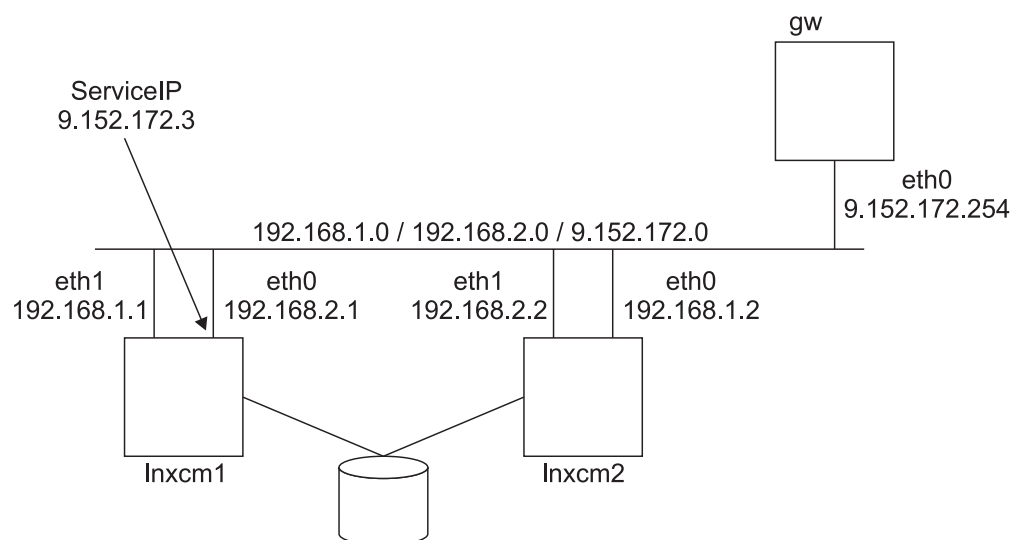 gw
ServiceIP
9.152.172.3
eth0
9.152.172.254
192.168.1.0 / 192.168.2.0 / 9.152.172.0
eth1
192.168.1.1
eth0
192.168.2.1
eth1
192.168.2.2
eth0
192.168.1.2
lnxcm1
lnxcm2